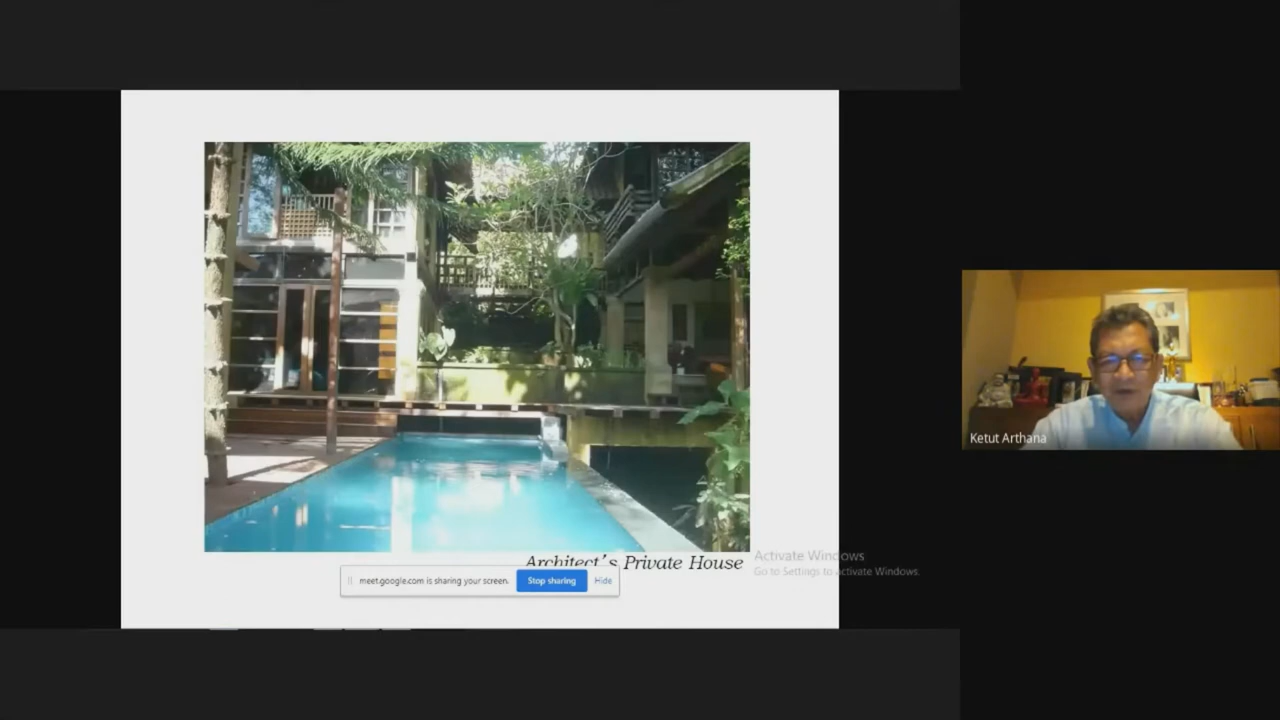 Architect's Private House
Activate Windows
Go to Settings to activate Windows.
meet.google.com is sharing your screen.
Stop sharing
Hide
Ketut Arthana